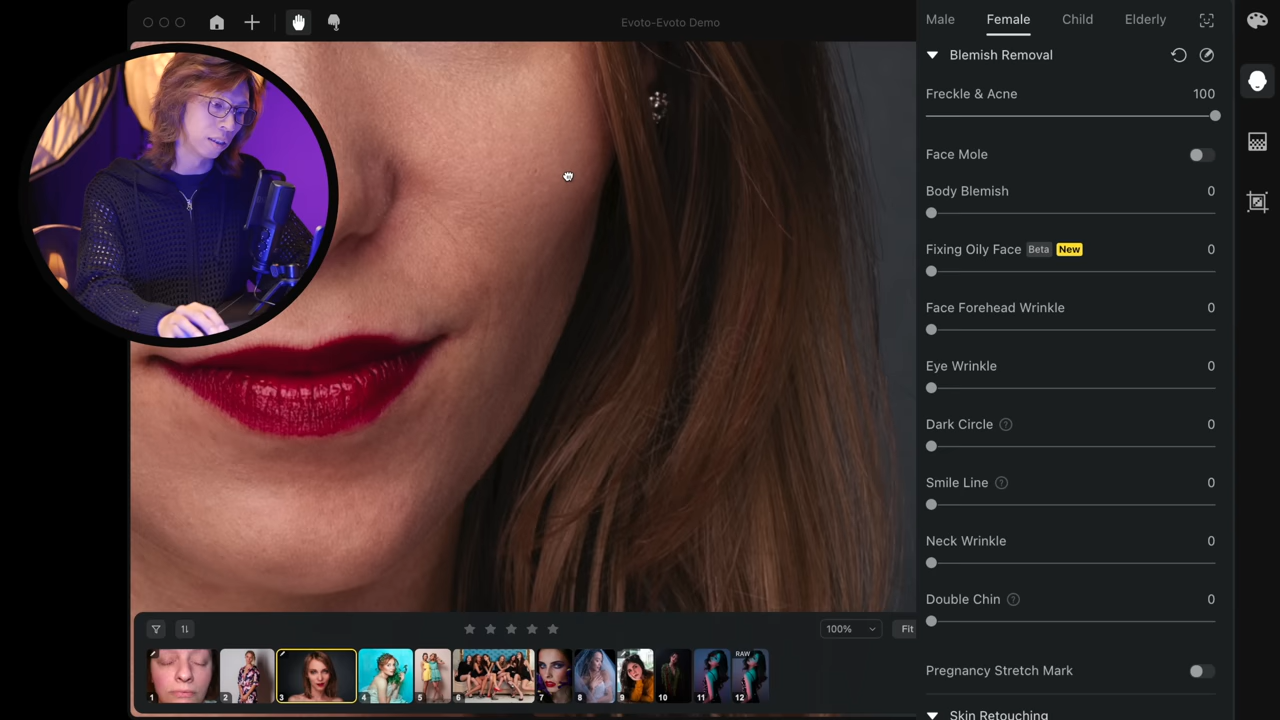 Evoto-Evoto Demo
Male Female Child Elderly
Blemish Removal
Freckle & Acne 100
Face Mole
Body Blemish 0
Fixing Oily Face Beta New 0
Face Forehead Wrinkle 0
Eye Wrinkle 0
Dark Circle ? 0
Smile Line ? 0
Neck Wrinkle 0
Double Chin ? 0
Pregnancy Stretch Mark
Skin Retouching
100% Fit
RAW
1 2 3 4 5 6 7 8 9 10 11 12